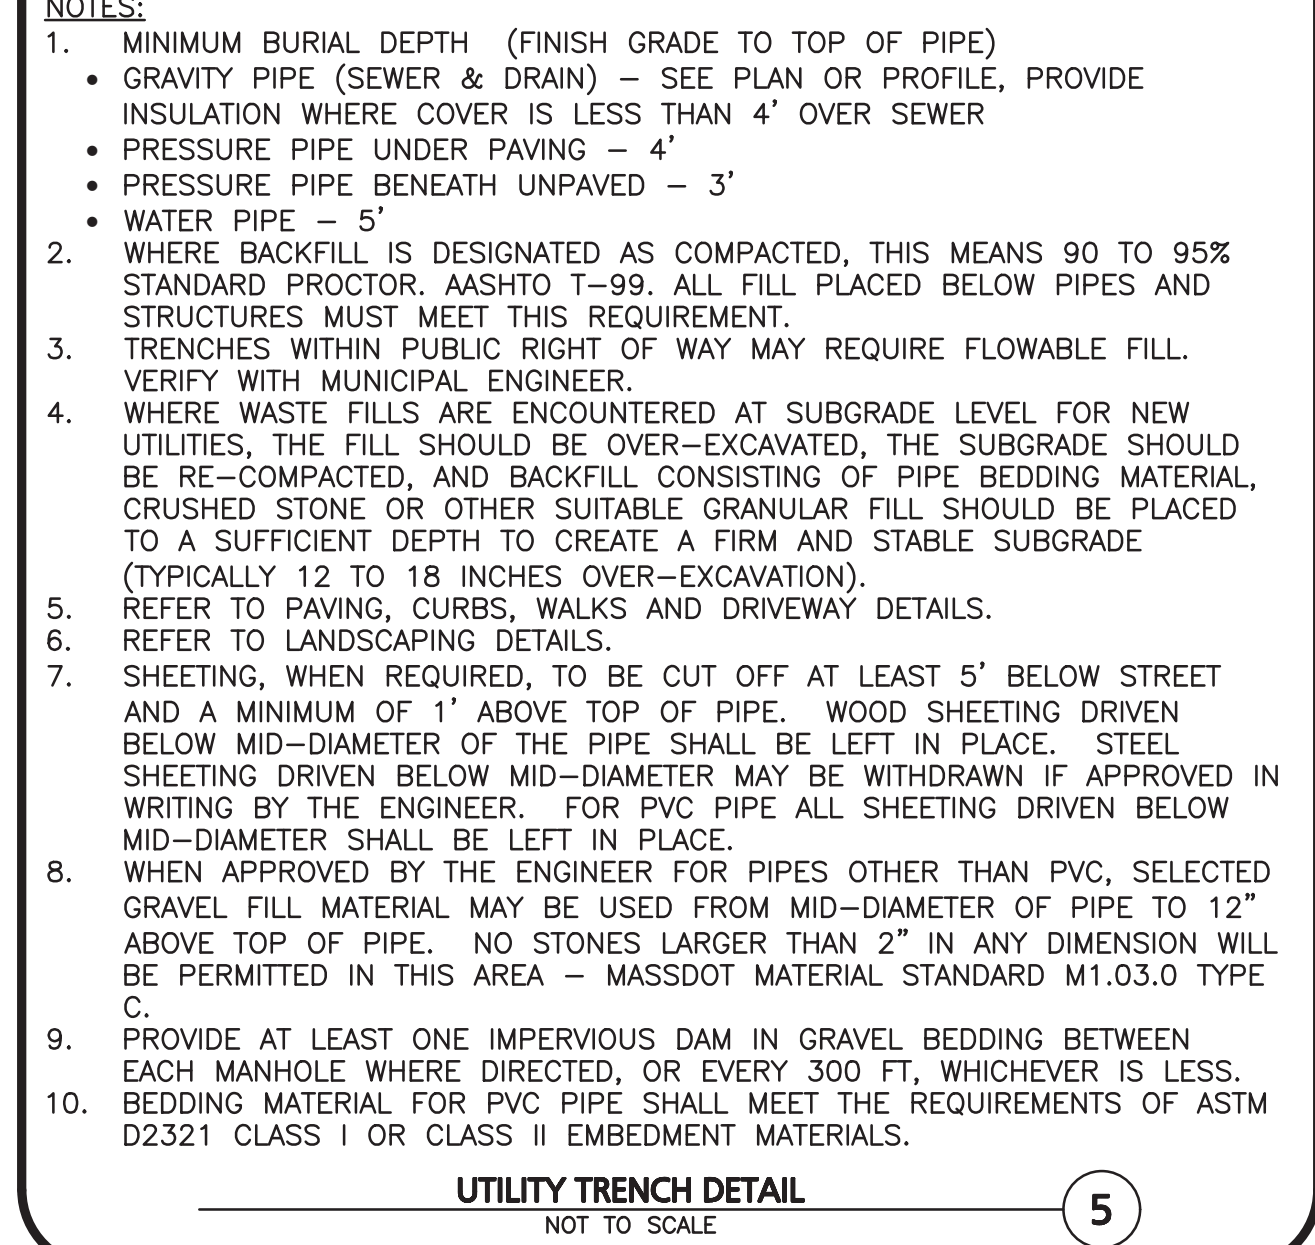 NOTES:
1. MINIMUM BURIAL DEPTH (FINISH GRADE TO TOP OF PIPE)
• GRAVITY PIPE (SEWER & DRAIN) – SEE PLAN OR PROFILE, PROVIDE
INSULATION WHERE COVER IS LESS THAN 4' OVER SEWER
• PRESSURE PIPE UNDER PAVING – 4'
• PRESSURE PIPE BENEATH UNPAVED – 3'
• WATER PIPE – 5'
2. WHERE BACKFILL IS DESIGNATED AS COMPACTED, THIS MEANS 90 TO 95%
STANDARD PROCTOR. AASHTO T–99. ALL FILL PLACED BELOW PIPES AND
STRUCTURES MUST MEET THIS REQUIREMENT.
3. TRENCHES WITHIN PUBLIC RIGHT OF WAY MAY REQUIRE FLOWABLE FILL.
VERIFY WITH MUNICIPAL ENGINEER.
4. WHERE WASTE FILLS ARE ENCOUNTERED AT SUBGRADE LEVEL FOR NEW
UTILITIES, THE FILL SHOULD BE OVER–EXCAVATED, THE SUBGRADE SHOULD
BE RE–COMPACTED, AND BACKFILL CONSISTING OF PIPE BEDDING MATERIAL,
CRUSHED STONE OR OTHER SUITABLE GRANULAR FILL SHOULD BE PLACED
TO A SUFFICIENT DEPTH TO CREATE A FIRM AND STABLE SUBGRADE
(TYPICALLY 12 TO 18 INCHES OVER–EXCAVATION).
5. REFER TO PAVING, CURBS, WALKS AND DRIVEWAY DETAILS.
6. REFER TO LANDSCAPING DETAILS.
7. SHEETING, WHEN REQUIRED, TO BE CUT OFF AT LEAST 5' BELOW STREET
AND A MINIMUM OF 1' ABOVE TOP OF PIPE. WOOD SHEETING DRIVEN
BELOW MID–DIAMETER OF THE PIPE SHALL BE LEFT IN PLACE. STEEL
SHEETING DRIVEN BELOW MID–DIAMETER MAY BE WITHDRAWN IF APPROVED IN
WRITING BY THE ENGINEER. FOR PVC PIPE ALL SHEETING DRIVEN BELOW
MID–DIAMETER SHALL BE LEFT IN PLACE.
8. WHEN APPROVED BY THE ENGINEER FOR PIPES OTHER THAN PVC, SELECTED
GRAVEL FILL MATERIAL MAY BE USED FROM MID–DIAMETER OF PIPE TO 12"
ABOVE TOP OF PIPE. NO STONES LARGER THAN 2" IN ANY DIMENSION WILL
BE PERMITTED IN THIS AREA – MASSDOT MATERIAL STANDARD M1.03.0 TYPE
C.
9. PROVIDE AT LEAST ONE IMPERVIOUS DAM IN GRAVEL BEDDING BETWEEN
EACH MANHOLE WHERE DIRECTED, OR EVERY 300 FT, WHICHEVER IS LESS.
10. BEDDING MATERIAL FOR PVC PIPE SHALL MEET THE REQUIREMENTS OF ASTM
D2321 CLASS I OR CLASS II EMBEDMENT MATERIALS.
UTILITY TRENCH DETAIL
5
NOT TO SCALE